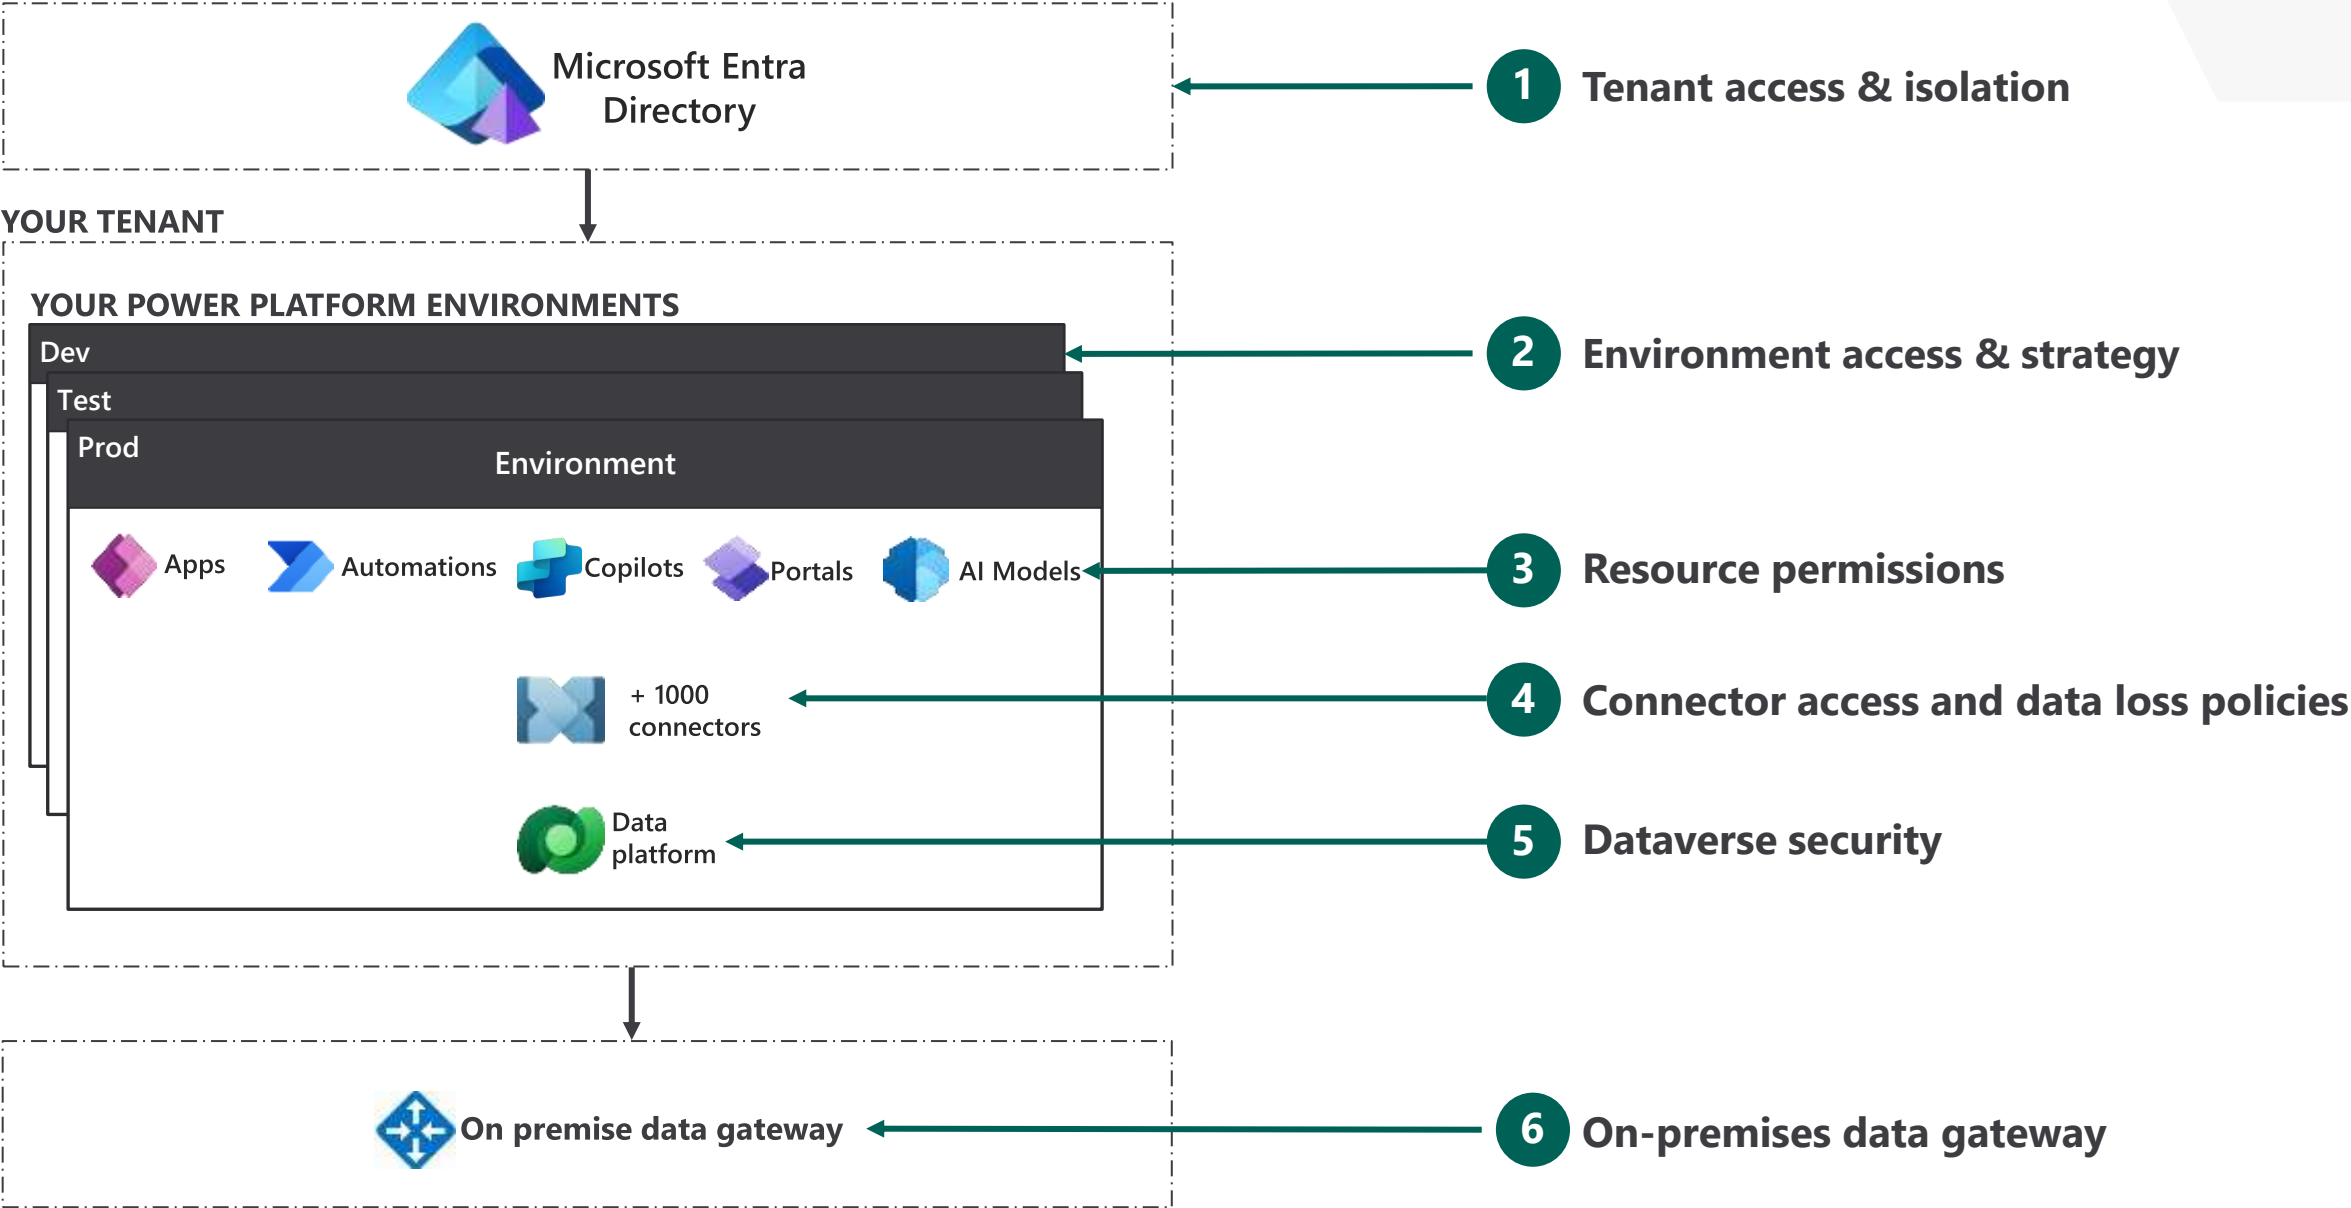 Microsoft Entra
Directory
1 Tenant access & isolation
YOUR TENANT
YOUR POWER PLATFORM ENVIRONMENTS
Dev
2 Environment access & strategy
Test
Prod
Environment
Apps
Automations
Copilots
Portals
AI Models
3 Resource permissions
+ 1000
connectors
4 Connector access and data loss policies
Data
platform
5 Dataverse security
On premise data gateway
6 On-premises data gateway